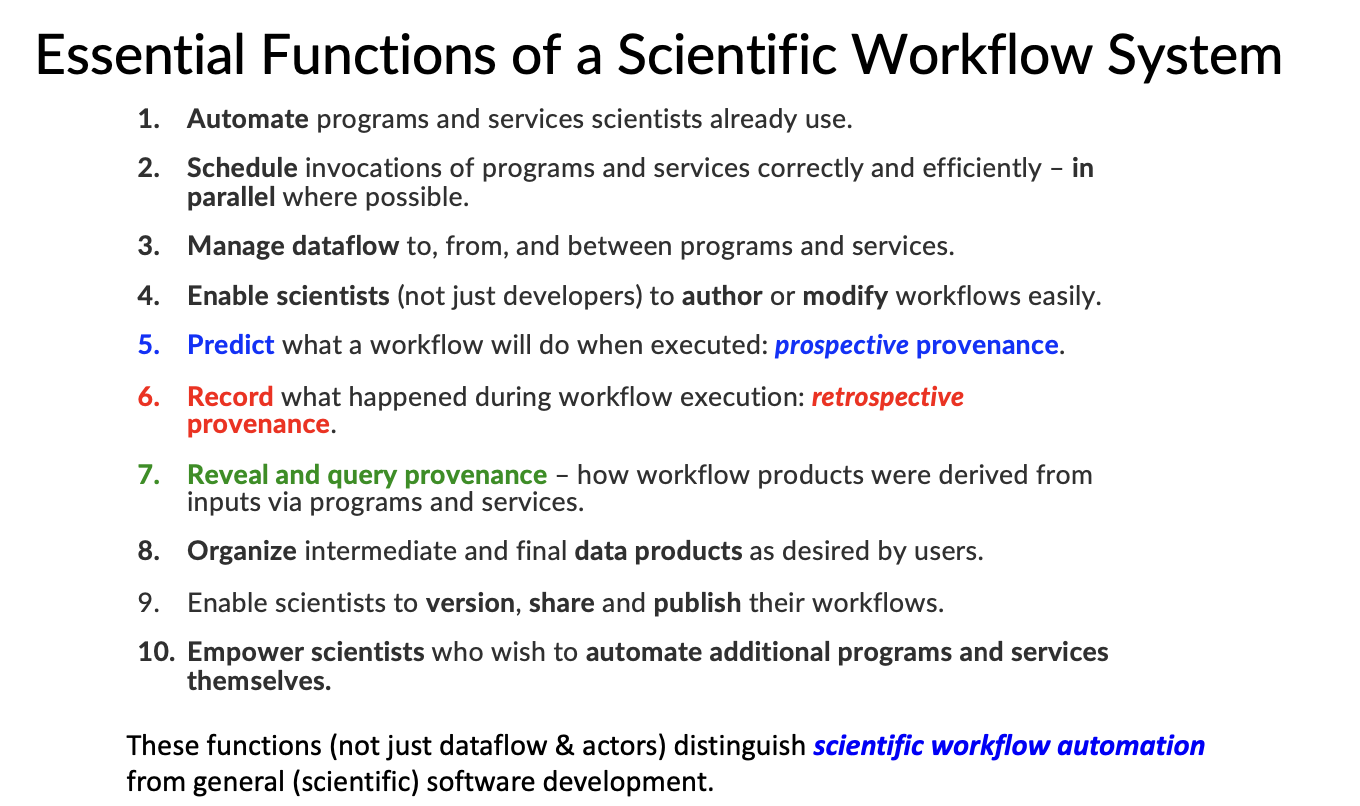 Essential Functions of a Scientific Workflow System
1. Automate programs and services scientists already use.
2. Schedule invocations of programs and services correctly and efficiently – in
parallel where possible.
3. Manage dataflow to, from, and between programs and services.
4. Enable scientists (not just developers) to author or modify workflows easily.
5. Predict what a workflow will do when executed: prospective provenance.
6. Record what happened during workflow execution: retrospective
provenance.
7. Reveal and query provenance – how workflow products were derived from
inputs via programs and services.
8. Organize intermediate and final data products as desired by users.
9. Enable scientists to version, share and publish their workflows.
10. Empower scientists who wish to automate additional programs and services
themselves.
These functions (not just dataflow & actors) distinguish scientific workflow automation
from general (scientific) software development.